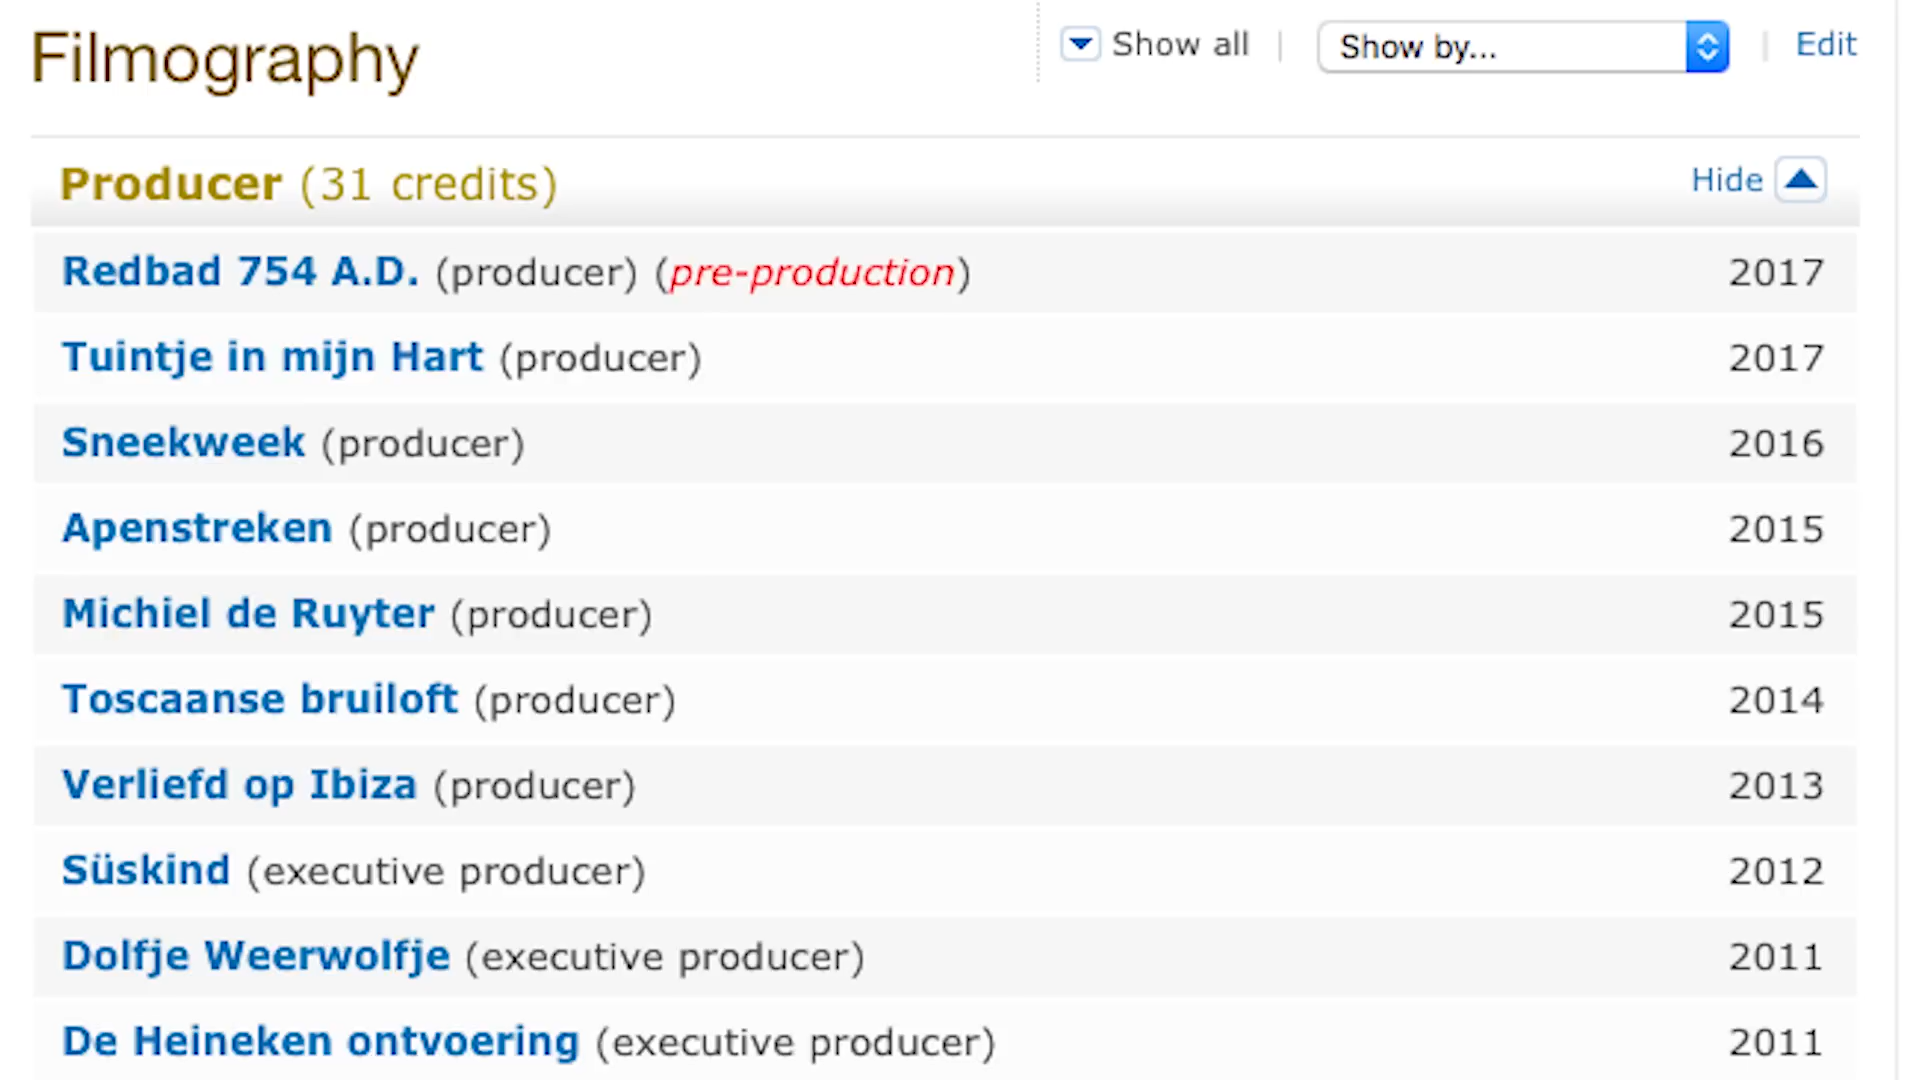 Filmography
Show all | Show by... | Edit
Producer (31 credits) Hide
Redbad 754 A.D. (producer) (pre-production) 2017
Tuintje in mijn Hart (producer) 2017
Sneekweek (producer) 2016
Apenstreken (producer) 2015
Michiel de Ruyter (producer) 2015
Toscaanse bruiloft (producer) 2014
Verliefd op Ibiza (producer) 2013
Süskind (executive producer) 2012
Dolfje Weerwolfje (executive producer) 2011
De Heineken ontvoering (executive producer) 2011